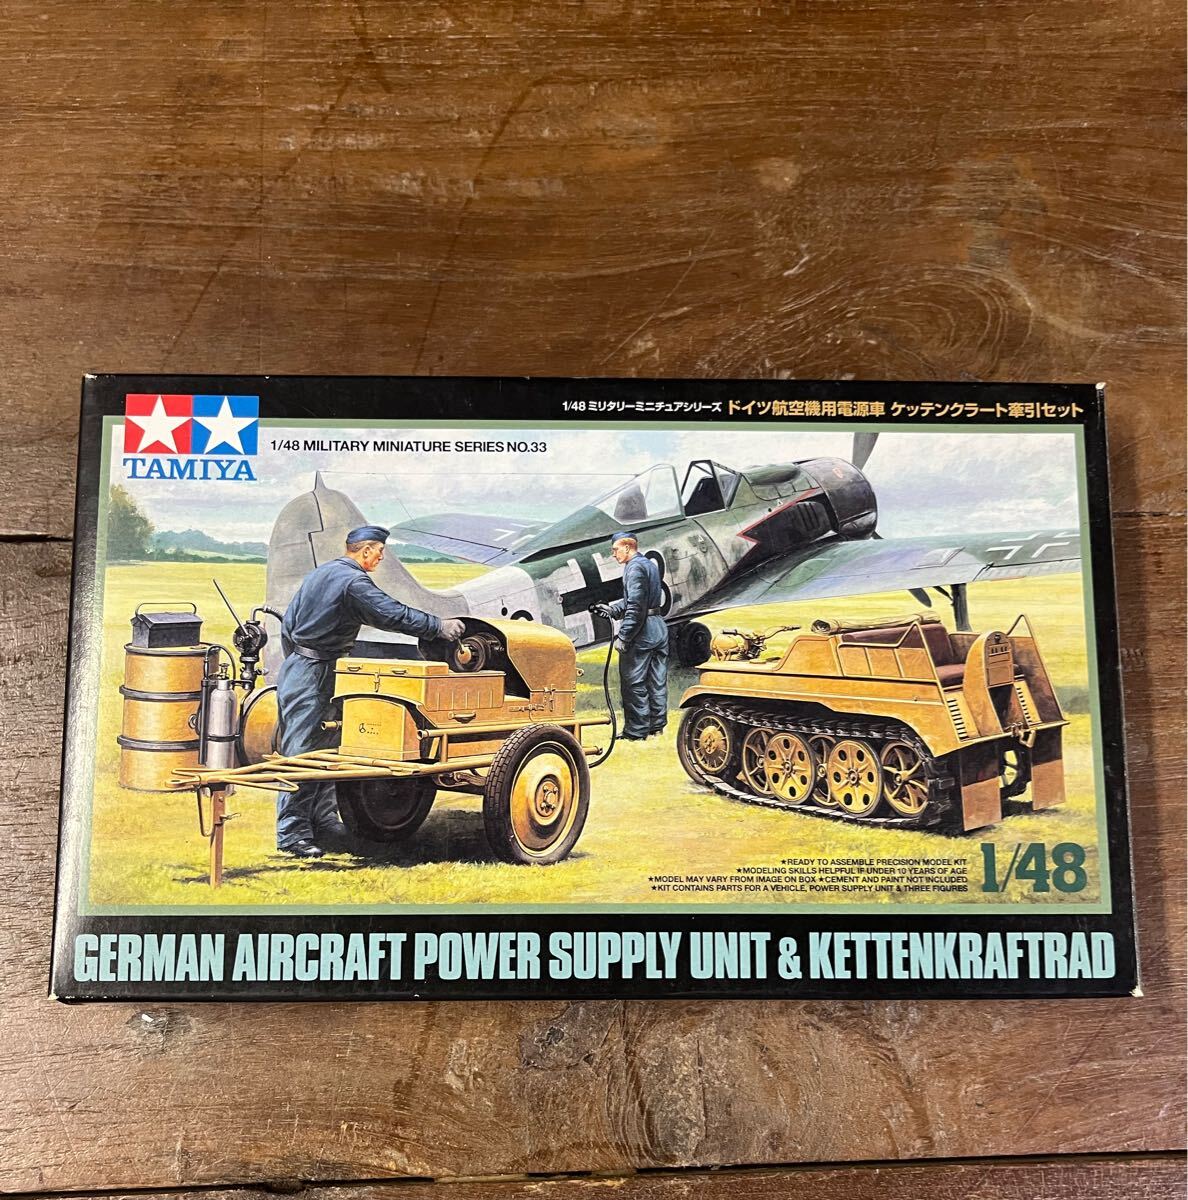 1/48 ミリタリーミニチュアシリーズ ドイツ航空機用電源車 ケッテンクラート牽引セット
TAMIYA
1/48 MILITARY MINIATURE SERIES NO.33
★READY TO ASSEMBLE PRECISION MODEL KIT
★MODELING SKILLS HELPFUL IF UNDER 10 YEARS OF AGE
★MODEL MAY VARY FROM IMAGE ON BOX ★CEMENT AND PAINT NOT INCLUDED.
★KIT CONTAINS PARTS FOR A VEHICLE, POWER SUPPLY UNIT & THREE FIGURES
1/48
GERMAN AIRCRAFT POWER SUPPLY UNIT & KETTENKRAFTRAD